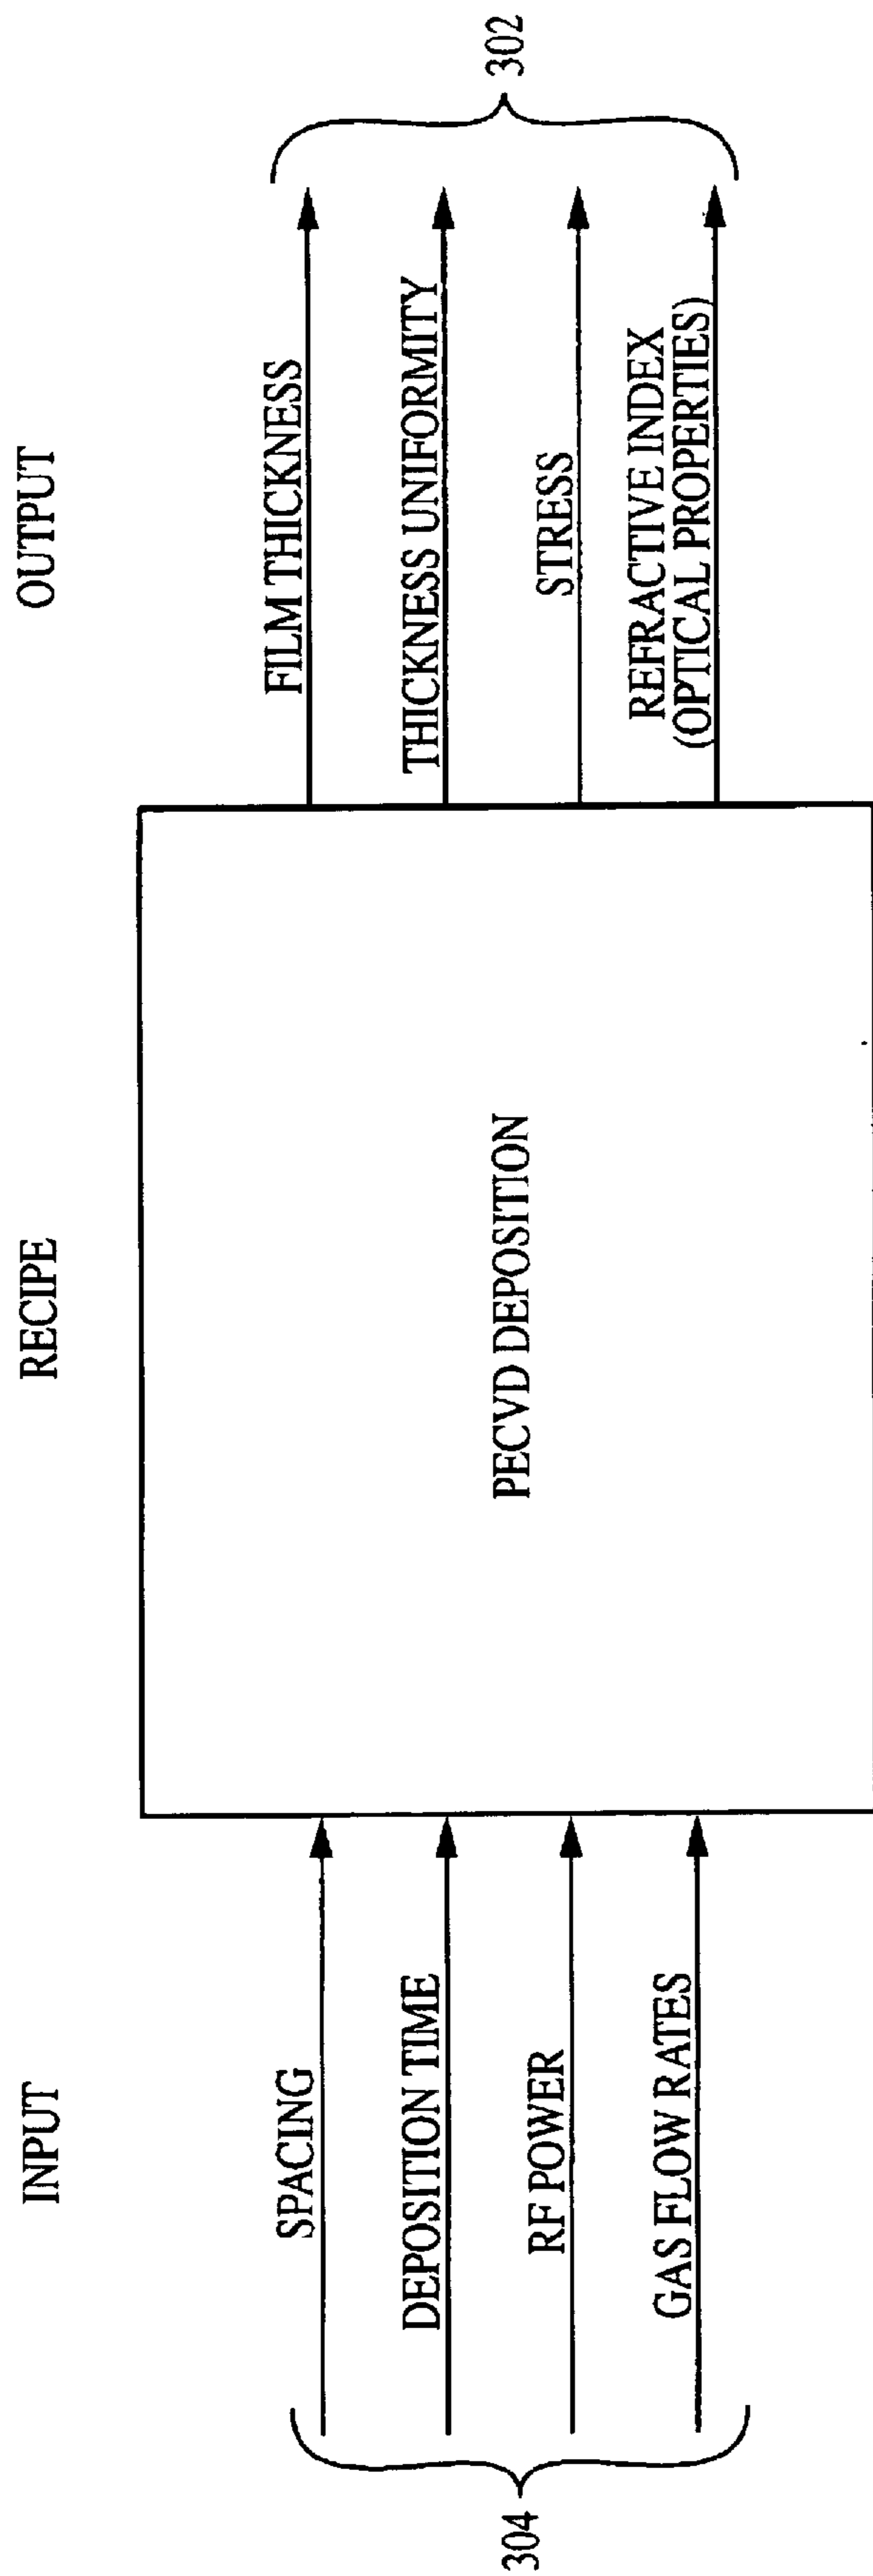 INPUT
RECIPE
OUTPUT
304
SPACING
DEPOSITION TIME
RF POWER
GAS FLOW RATES
PECVD DEPOSITION
FILM THICKNESS
THICKNESS UNIFORMITY
STRESS
REFRACTIVE INDEX
(OPTICAL PROPERTIES)
302